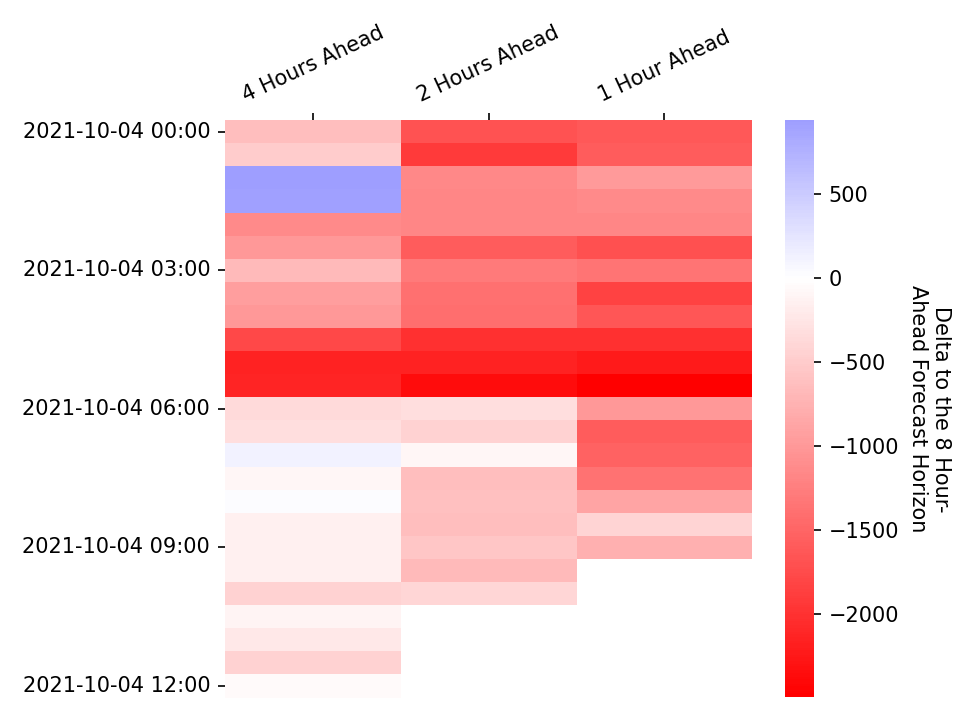 4 Hours Ahead
2 Hours Ahead
1 Hour Ahead
2021-10-04 00:00
2021-10-04 03:00
2021-10-04 06:00
2021-10-04 09:00
2021-10-04 12:00
500
0
−500
−1000
−1500
−2000
Delta to the 8 Hour-
Ahead Forecast Horizon